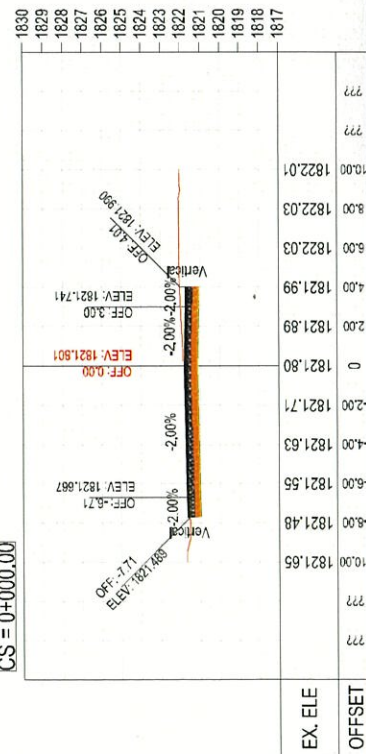 CS = 0+000.00
1830
1829
1828
1827
1826
1825
1824
1823
1822
1821
1820
1819
1818
1817
OFF: -7.71
ELEV: 1821.489
OFF: -6.71
ELEV: 1821.667
OFF: 0.00
ELEV: 1821.801
OFF: 3.00
ELEV: 1821.741
OFF: 4.01
ELEV: 1821.990
Vertical
-2.00%
-2.00%
-2.00%
-2.00%
Vertical
EX. ELE 1821.65 1821.48 1821.55 1821.63 1821.71 1821.80 1821.89 1821.99 1822.03 1822.03 1822.01
OFFSET ??? ??? 10.00 -8.00 -6.00 -4.00 -2.00 0 2.00 4.00 6.00 8.00 10.00 ??? ???